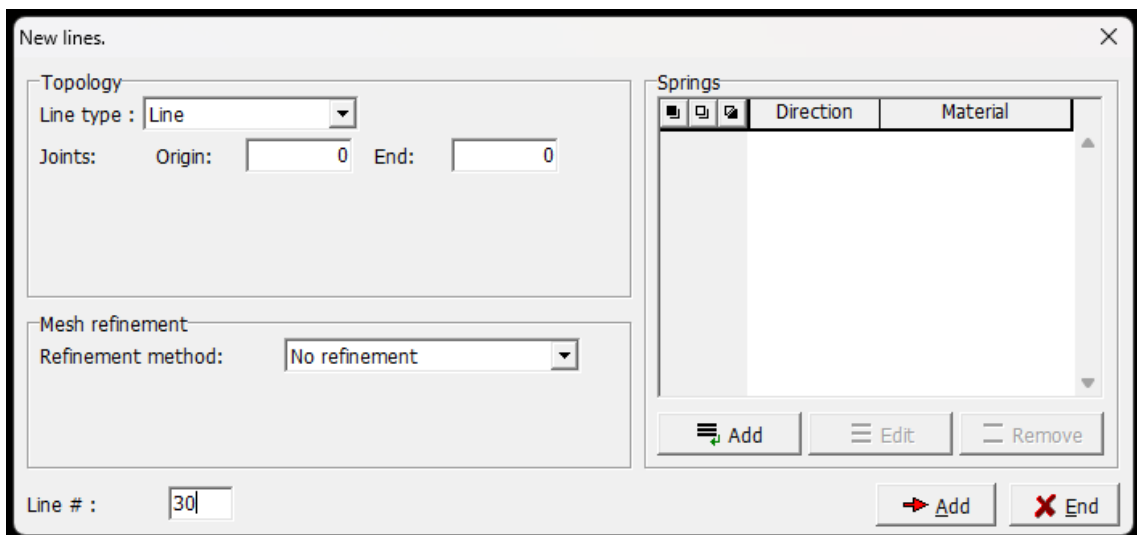 New lines.
Topology
Line type : Line
Joints: Origin: 0 End: 0
Mesh refinement
Refinement method: No refinement
Line # : 30
Springs
Direction Material
Add Edit Remove
Add End